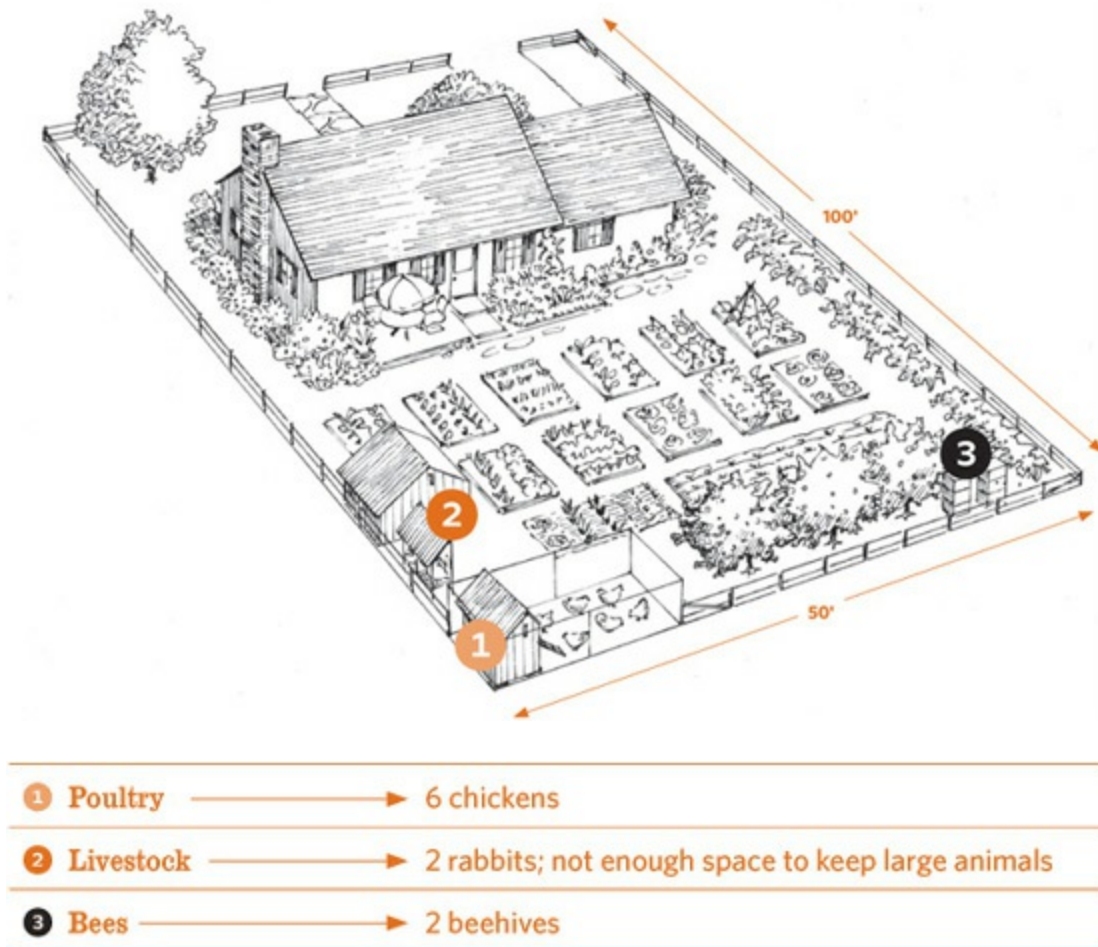 100'
3
2
50'
1
1 Poultry 6 chickens
2 Livestock 2 rabbits; not enough space to keep large animals
3 Bees 2 beehives